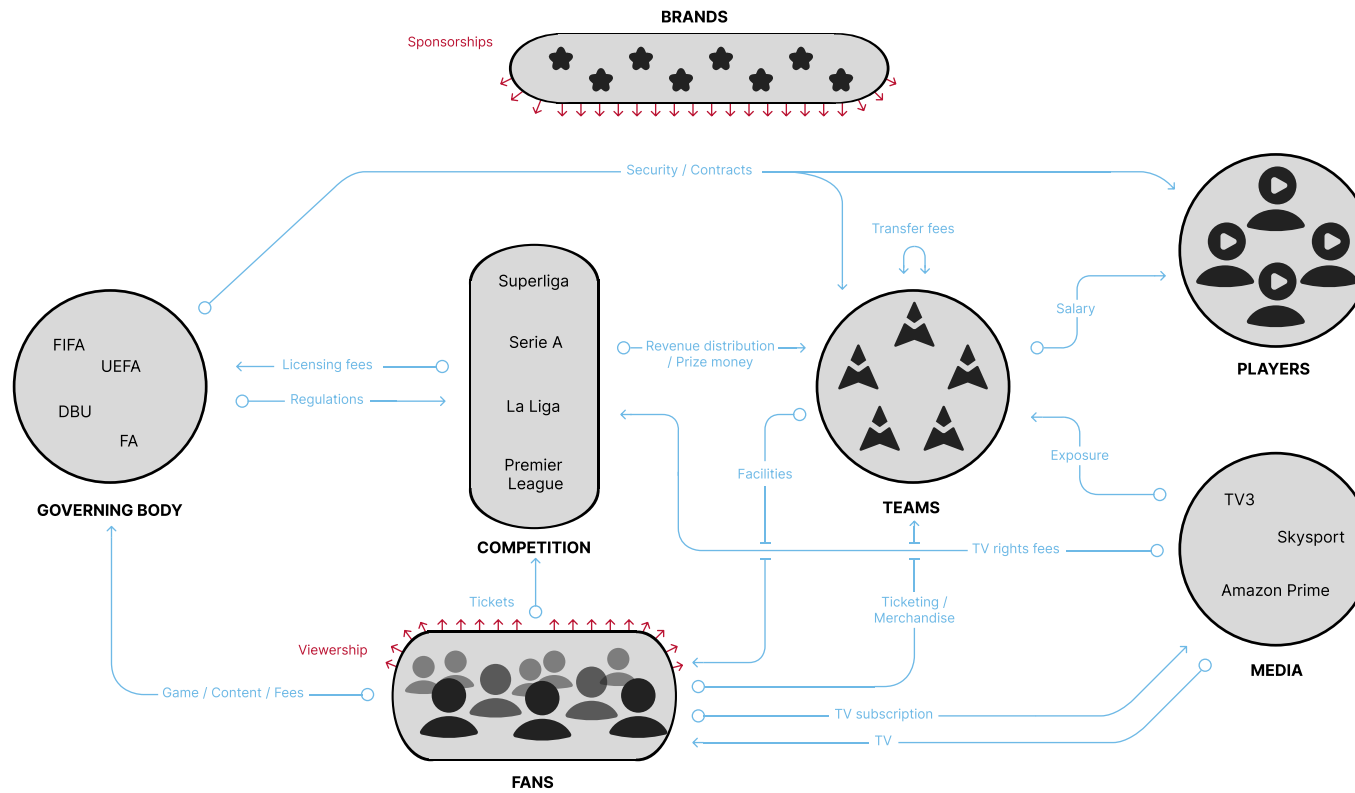 BRANDS
Sponsorships
Security / Contracts
Transfer fees
Superliga
Serie A
La Liga
Premier
League
COMPETITION
FIFA
UEFA
DBU
FA
GOVERNING BODY
Licensing fees
Regulations
Revenue distribution
/ Prize money
Salary
PLAYERS
Facilities
TEAMS
Exposure
TV3
Skysport
Amazon Prime
MEDIA
TV rights fees
Tickets
Ticketing /
Merchandise
Viewership
Game / Content / Fees
TV subscription
TV
FANS